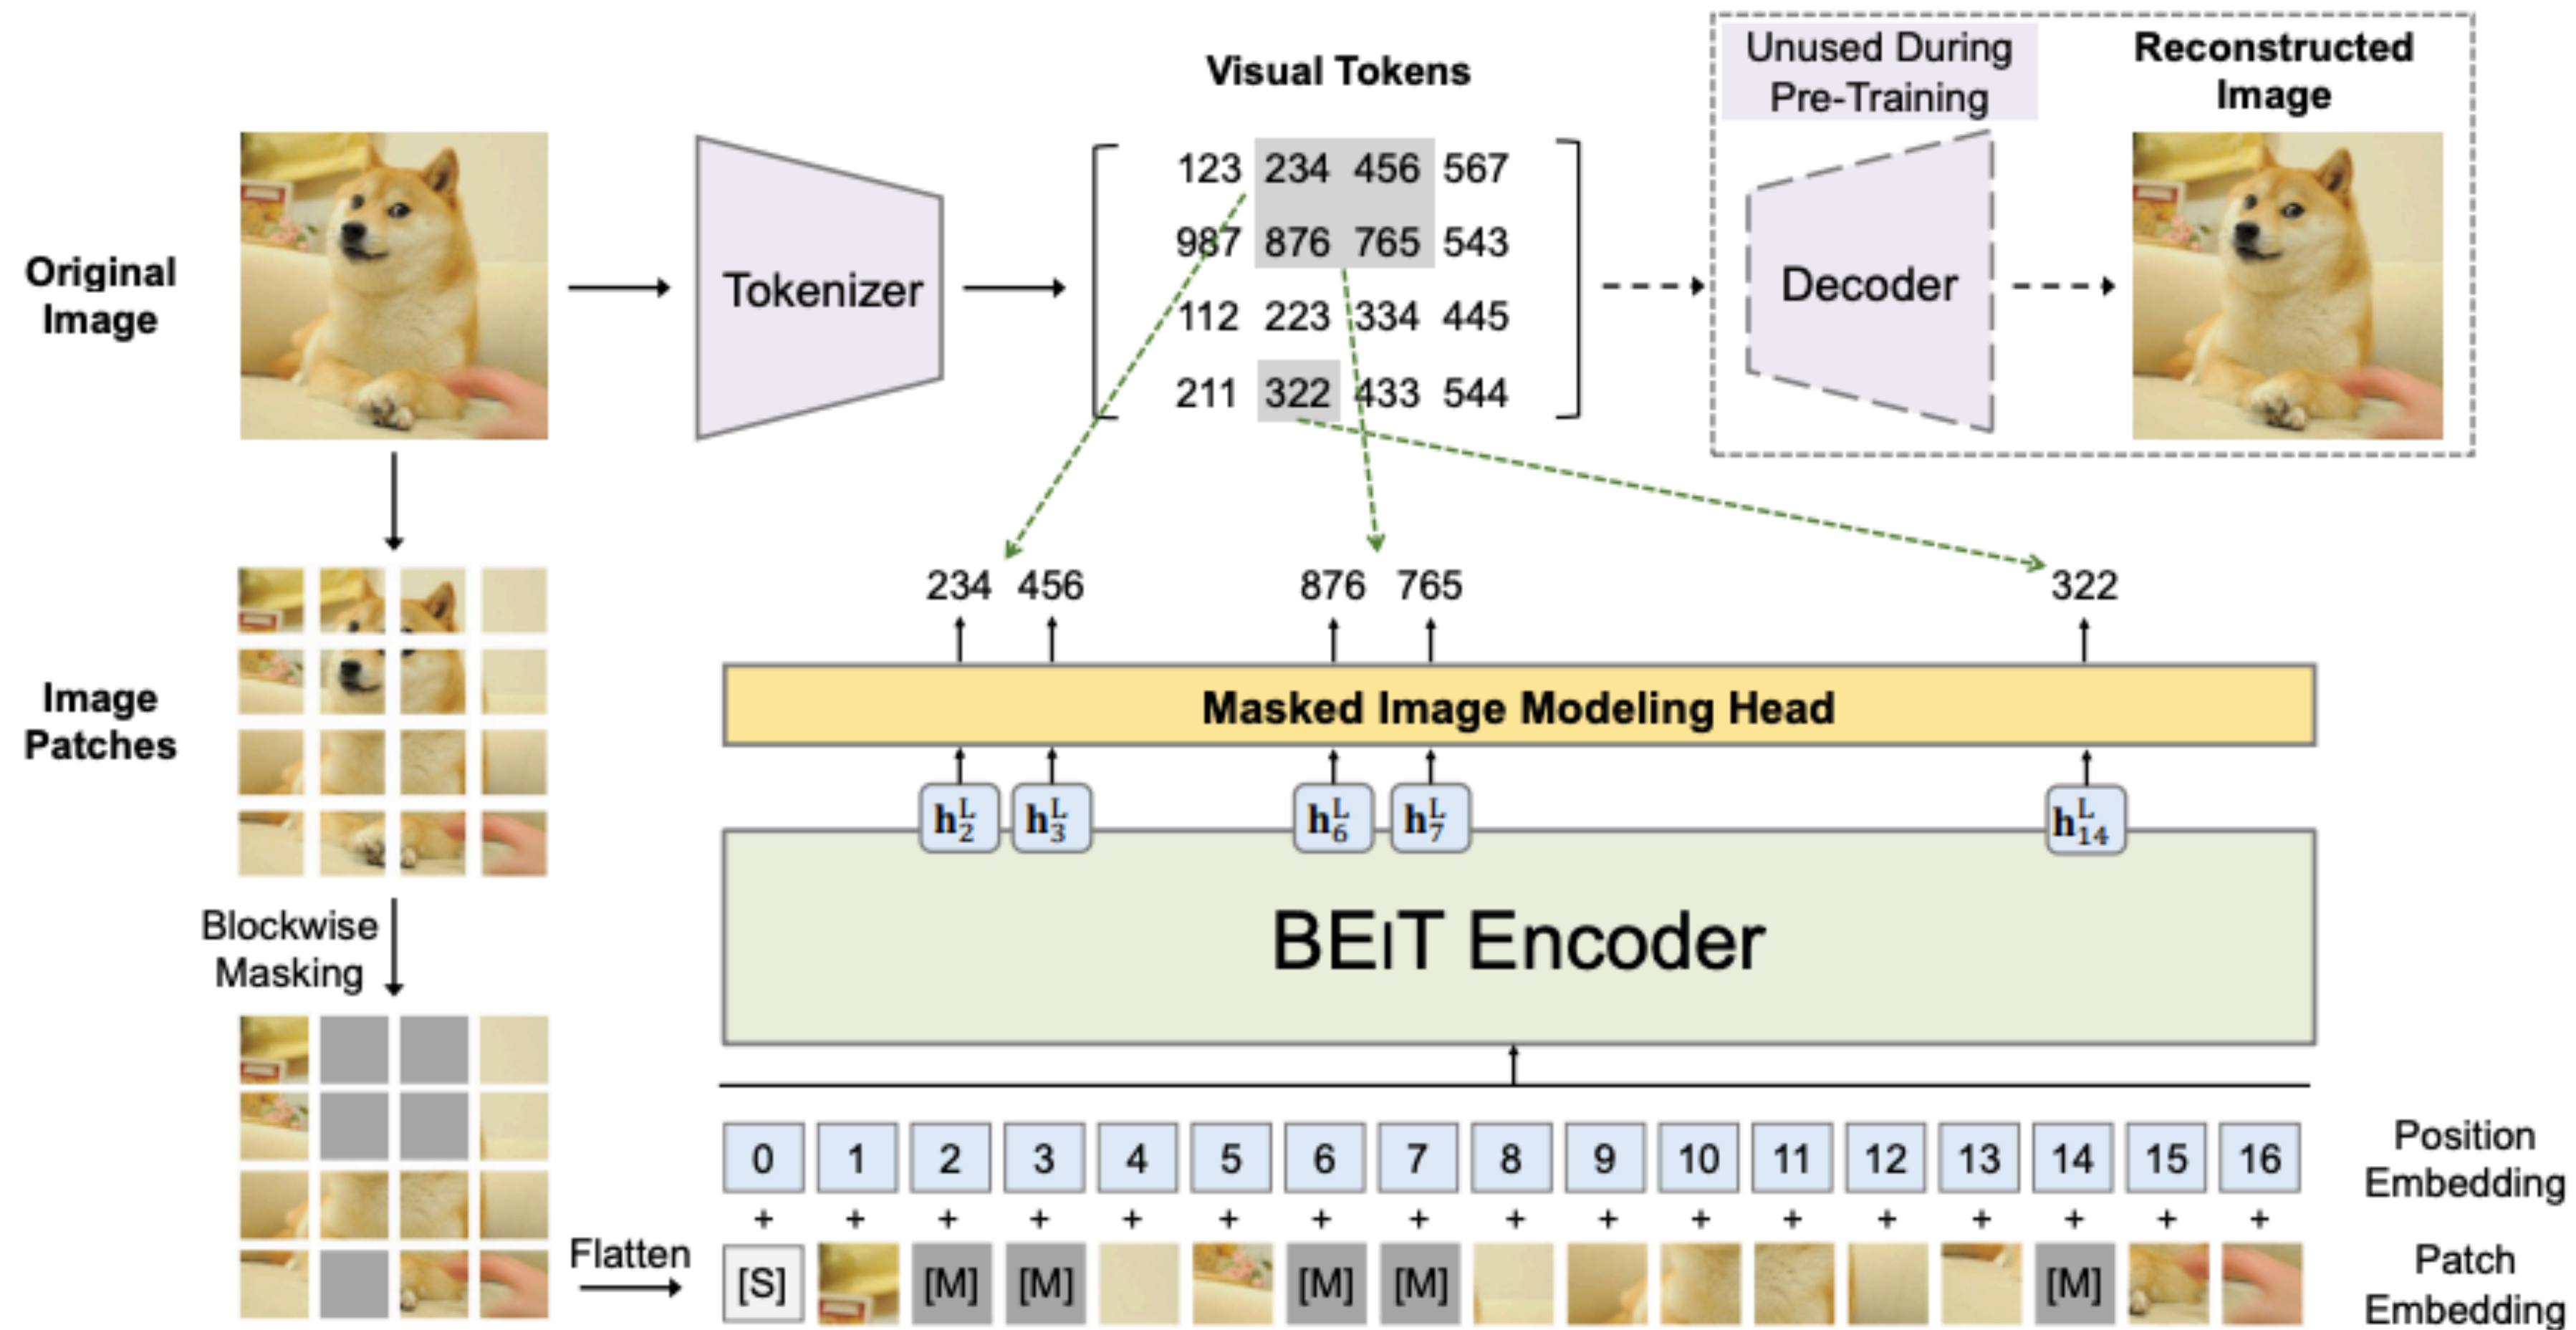 Visual Tokens
Unused During
Pre-Training
Reconstructed
Image
Original
Image
Tokenizer
123 234 456 567
987 876 765 543
112 223 334 445
211 322 433 544
Decoder
234 456 876 765 322
Image
Patches
Masked Image Modeling Head
h₂ᴸ h₃ᴸ h₆ᴸ h₇ᴸ h₁₄ᴸ
Blockwise
Masking
BEIT Encoder
0 1 2 3 4 5 6 7 8 9 10 11 12 13 14 15 16
Position
Embedding
+ + + + + + + + + + + + + + + + +
Flatten
[S] [M] [M] [M] [M] [M]
Patch
Embedding